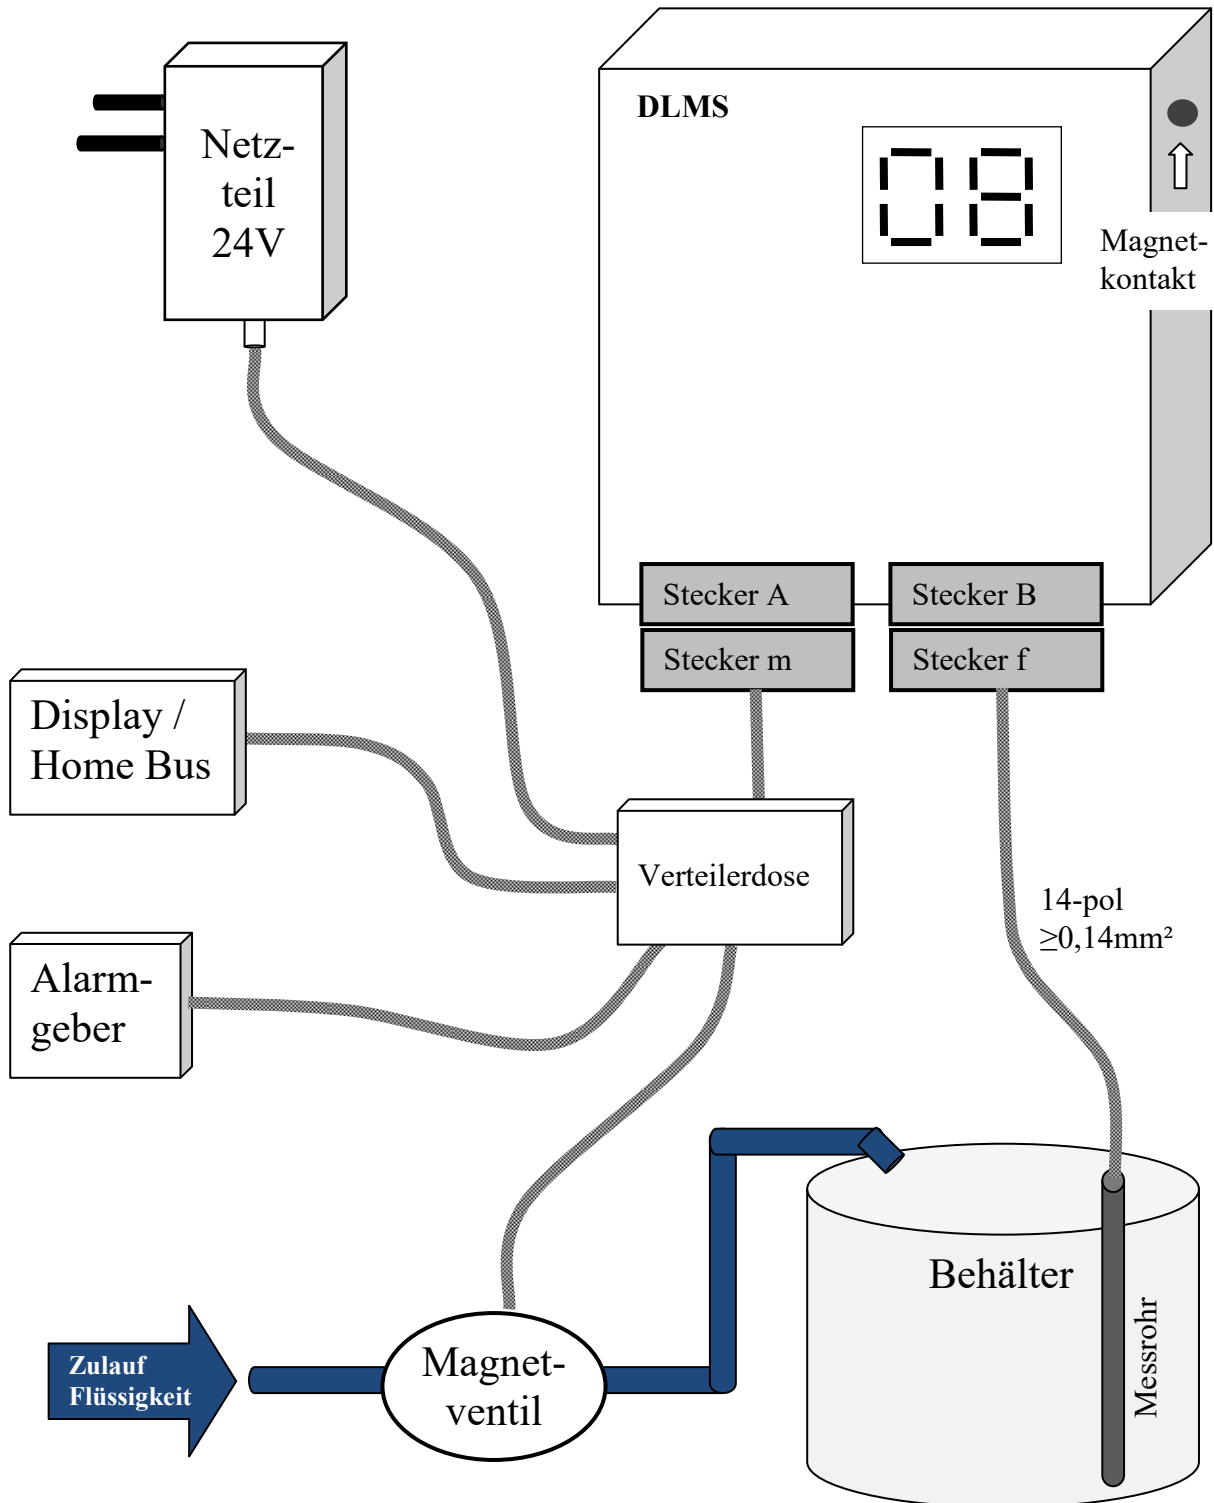 Netz-
teil
24V
DLMS
08
Magnet-
kontakt
Stecker A
Stecker B
Stecker m
Stecker f
Display /
Home Bus
Verteilerdose
14-pol
≥0,14mm²
Alarm-
geber
Behälter
Messrohr
Zulauf
Flüssigkeit
Magnet-
ventil